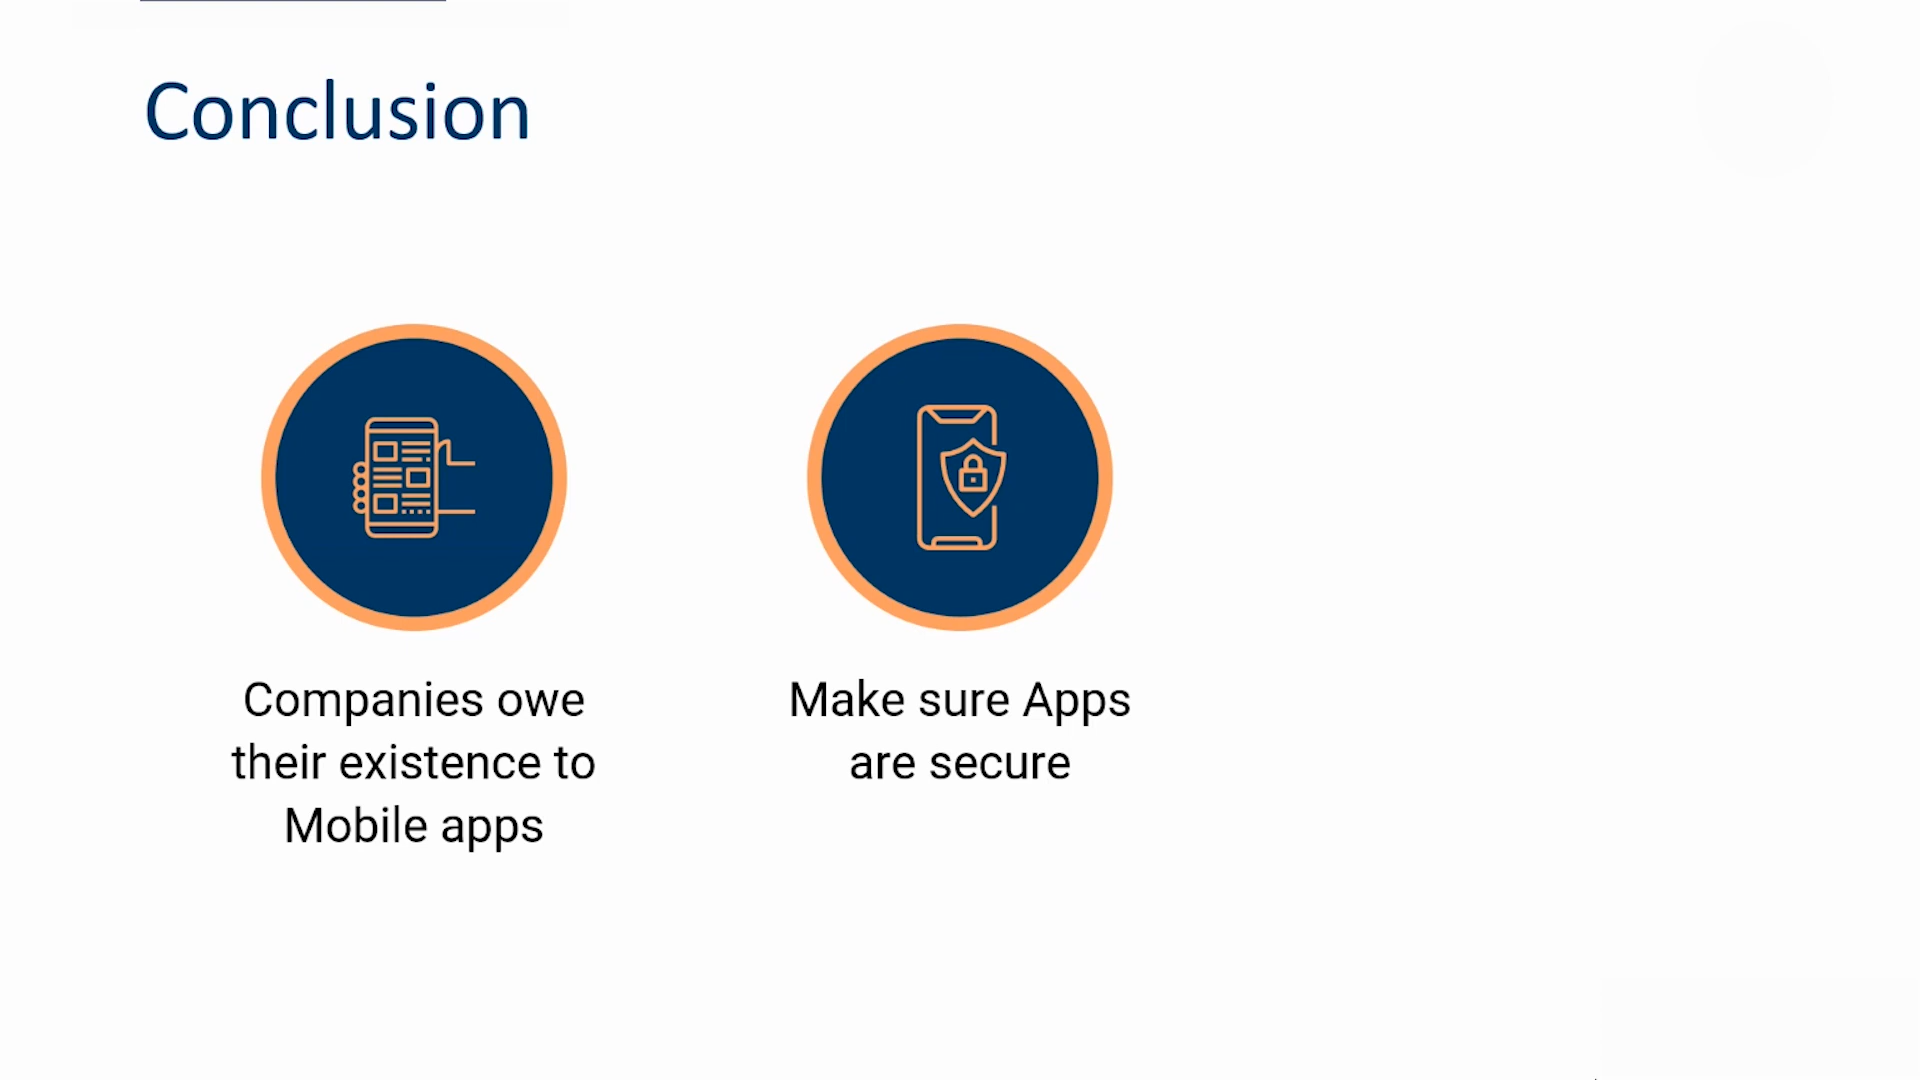 Conclusion
Companies owe
their existence to
Mobile apps
Make sure Apps
are secure